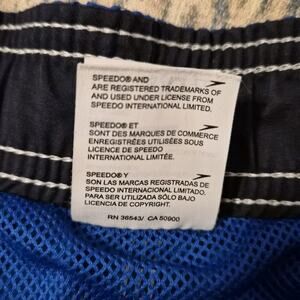 SPEEDO® AND
ARE REGISTERED TRADEMARKS OF
AND USED UNDER LICENSE FROM
SPEEDO INTERNATIONAL LIMITED.
SPEEDO® ET
SONT DES MARQUES DE COMMERCE
ENREGISTRÉES UTILISÉES SOUS
LICENCE DE SPEEDO
INTERNATIONAL LIMITÉE.
SPEEDO® Y
SON LAS MARCAS REGISTRADAS DE
SPEEDO INTERNACIONAL LIMITADO.
PARA SER UTILIZADA SÓLO BAJO
LICENCIA DE COPYRIGHT.
RN 36543/ CA 50900